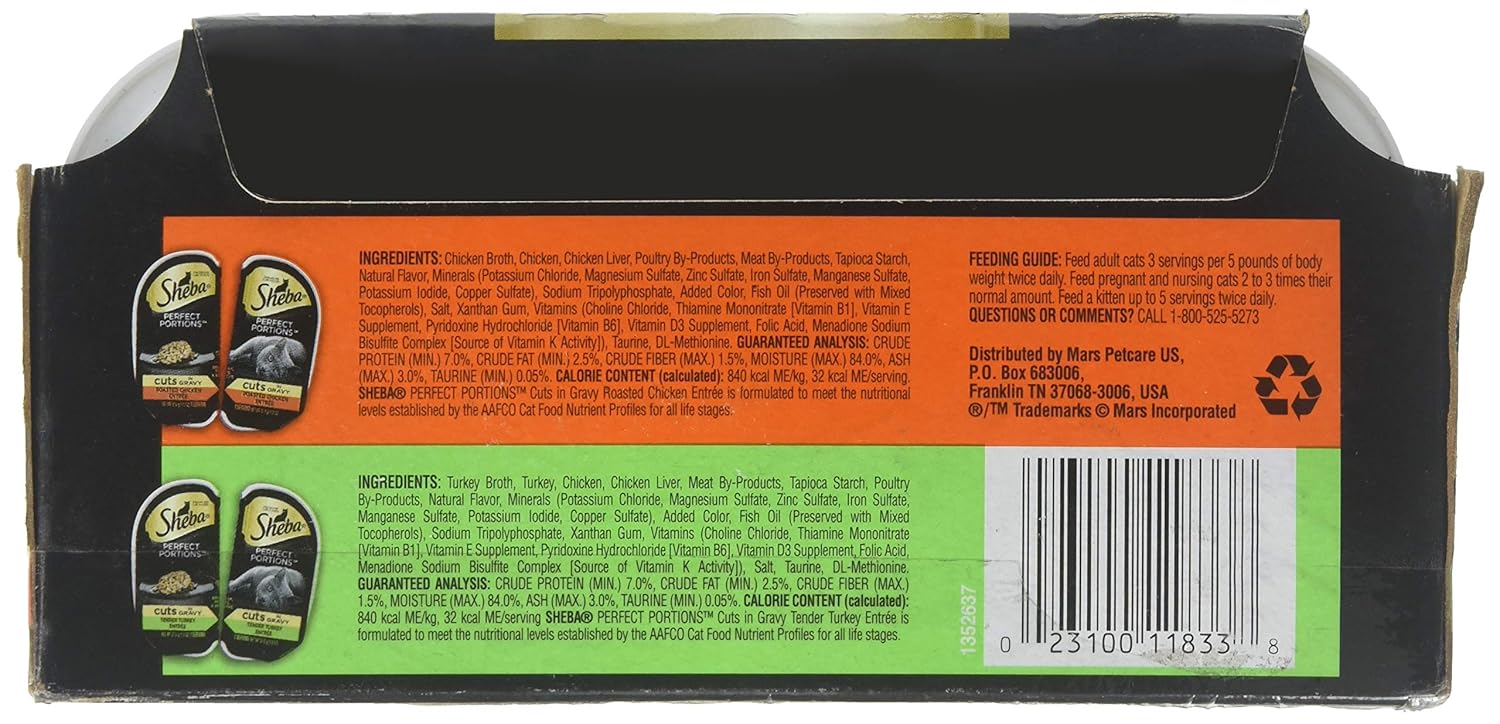 Sheba®
PERFECT
PORTIONS™
cuts IN GRAVY
ROASTED CHICKEN
ENTRÉE
Sheba®
PERFECT
PORTIONS™
cuts IN GRAVY
ROASTED CHICKEN
ENTRÉE
INGREDIENTS: Chicken Broth, Chicken, Chicken Liver, Poultry By-Products, Meat By-Products, Tapioca Starch,
Natural Flavor, Minerals (Potassium Chloride, Magnesium Sulfate, Zinc Sulfate, Iron Sulfate, Manganese Sulfate,
Potassium Iodide, Copper Sulfate), Sodium Tripolyphosphate, Added Color, Fish Oil (Preserved with Mixed
Tocopherols), Salt, Xanthan Gum, Vitamins (Choline Chloride, Thiamine Mononitrate [Vitamin B1], Vitamin E
Supplement, Pyridoxine Hydrochloride [Vitamin B6], Vitamin D3 Supplement, Folic Acid, Menadione Sodium
Bisulfite Complex [Source of Vitamin K Activity]), Taurine, DL-Methionine. GUARANTEED ANALYSIS: CRUDE
PROTEIN (MIN.) 7.0%, CRUDE FAT (MIN.) 2.5%, CRUDE FIBER (MAX.) 1.5%, MOISTURE (MAX.) 84.0%, ASH
(MAX.) 3.0%, TAURINE (MIN.) 0.05%. CALORIE CONTENT (calculated): 840 kcal ME/kg, 32 kcal ME/serving.
SHEBA® PERFECT PORTIONS™ Cuts in Gravy Roasted Chicken Entrée is formulated to meet the nutritional
levels established by the AAFCO Cat Food Nutrient Profiles for all life stages.
FEEDING GUIDE: Feed adult cats 3 servings per 5 pounds of body
weight twice daily. Feed pregnant and nursing cats 2 to 3 times their
normal amount. Feed a kitten up to 5 servings twice daily.
QUESTIONS OR COMMENTS? CALL 1-800-525-5273
Distributed by Mars Petcare US,
P.O. Box 683006,
Franklin TN 37068-3006, USA
®/™ Trademarks © Mars Incorporated
Sheba®
PERFECT
PORTIONS™
cuts IN GRAVY
TENDER TURKEY
ENTRÉE
Sheba®
PERFECT
PORTIONS™
cuts IN GRAVY
TENDER TURKEY
ENTRÉE
INGREDIENTS: Turkey Broth, Turkey, Chicken, Chicken Liver, Meat By-Products, Tapioca Starch, Poultry
By-Products, Natural Flavor, Minerals (Potassium Chloride, Magnesium Sulfate, Zinc Sulfate, Iron Sulfate,
Manganese Sulfate, Potassium Iodide, Copper Sulfate), Added Color, Fish Oil (Preserved with Mixed
Tocopherols), Sodium Tripolyphosphate, Xanthan Gum, Vitamins (Choline Chloride, Thiamine Mononitrate
[Vitamin B1], Vitamin E Supplement, Pyridoxine Hydrochloride [Vitamin B6], Vitamin D3 Supplement, Folic Acid,
Menadione Sodium Bisulfite Complex [Source of Vitamin K Activity]), Salt, Taurine, DL-Methionine.
GUARANTEED ANALYSIS: CRUDE PROTEIN (MIN.) 7.0%, CRUDE FAT (MIN.) 2.5%, CRUDE FIBER (MAX.)
1.5%, MOISTURE (MAX.) 84.0%, ASH (MAX.) 3.0%, TAURINE (MIN.) 0.05%. CALORIE CONTENT (calculated):
840 kcal ME/kg, 32 kcal ME/serving SHEBA® PERFECT PORTIONS™ Cuts in Gravy Tender Turkey Entrée is
formulated to meet the nutritional levels established by the AAFCO Cat Food Nutrient Profiles for all life stages.
1352637
0 23100 11833 8